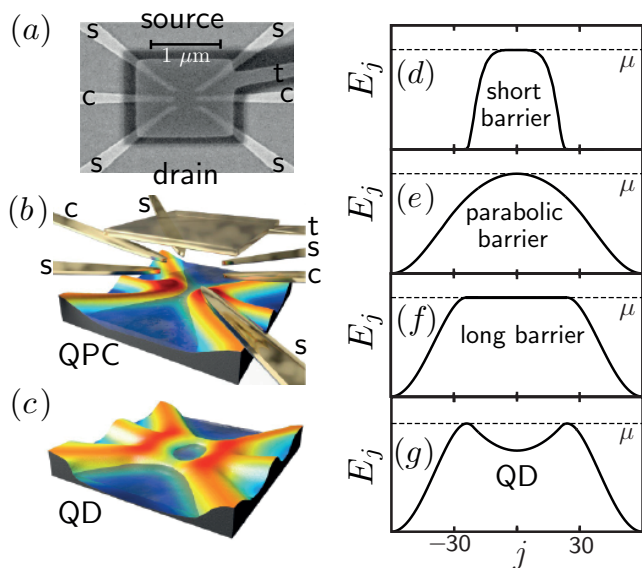 (a)
source
s
s
1 μm
t
c
c
s
s
drain
(b)
c
s
t
s
s
c
s
QPC
(c)
QD
E_j
(d)
μ
short
barrier
E_j
(e)
μ
parabolic
barrier
E_j
(f)
μ
long barrier
E_j
(g)
μ
QD
−30
j
30